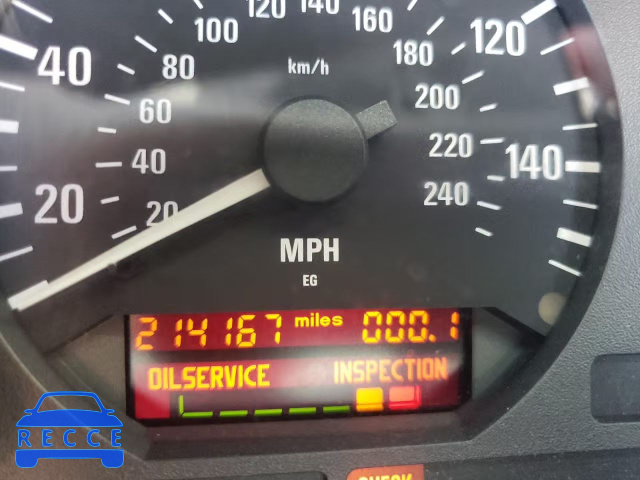 120 140
100 160
80 km/h 180
60 200
40 220
20 240
40 120
20 140
MPH
EG
214167 miles 000.1
OILSERVICE INSPECTION
CHECK
RECCE